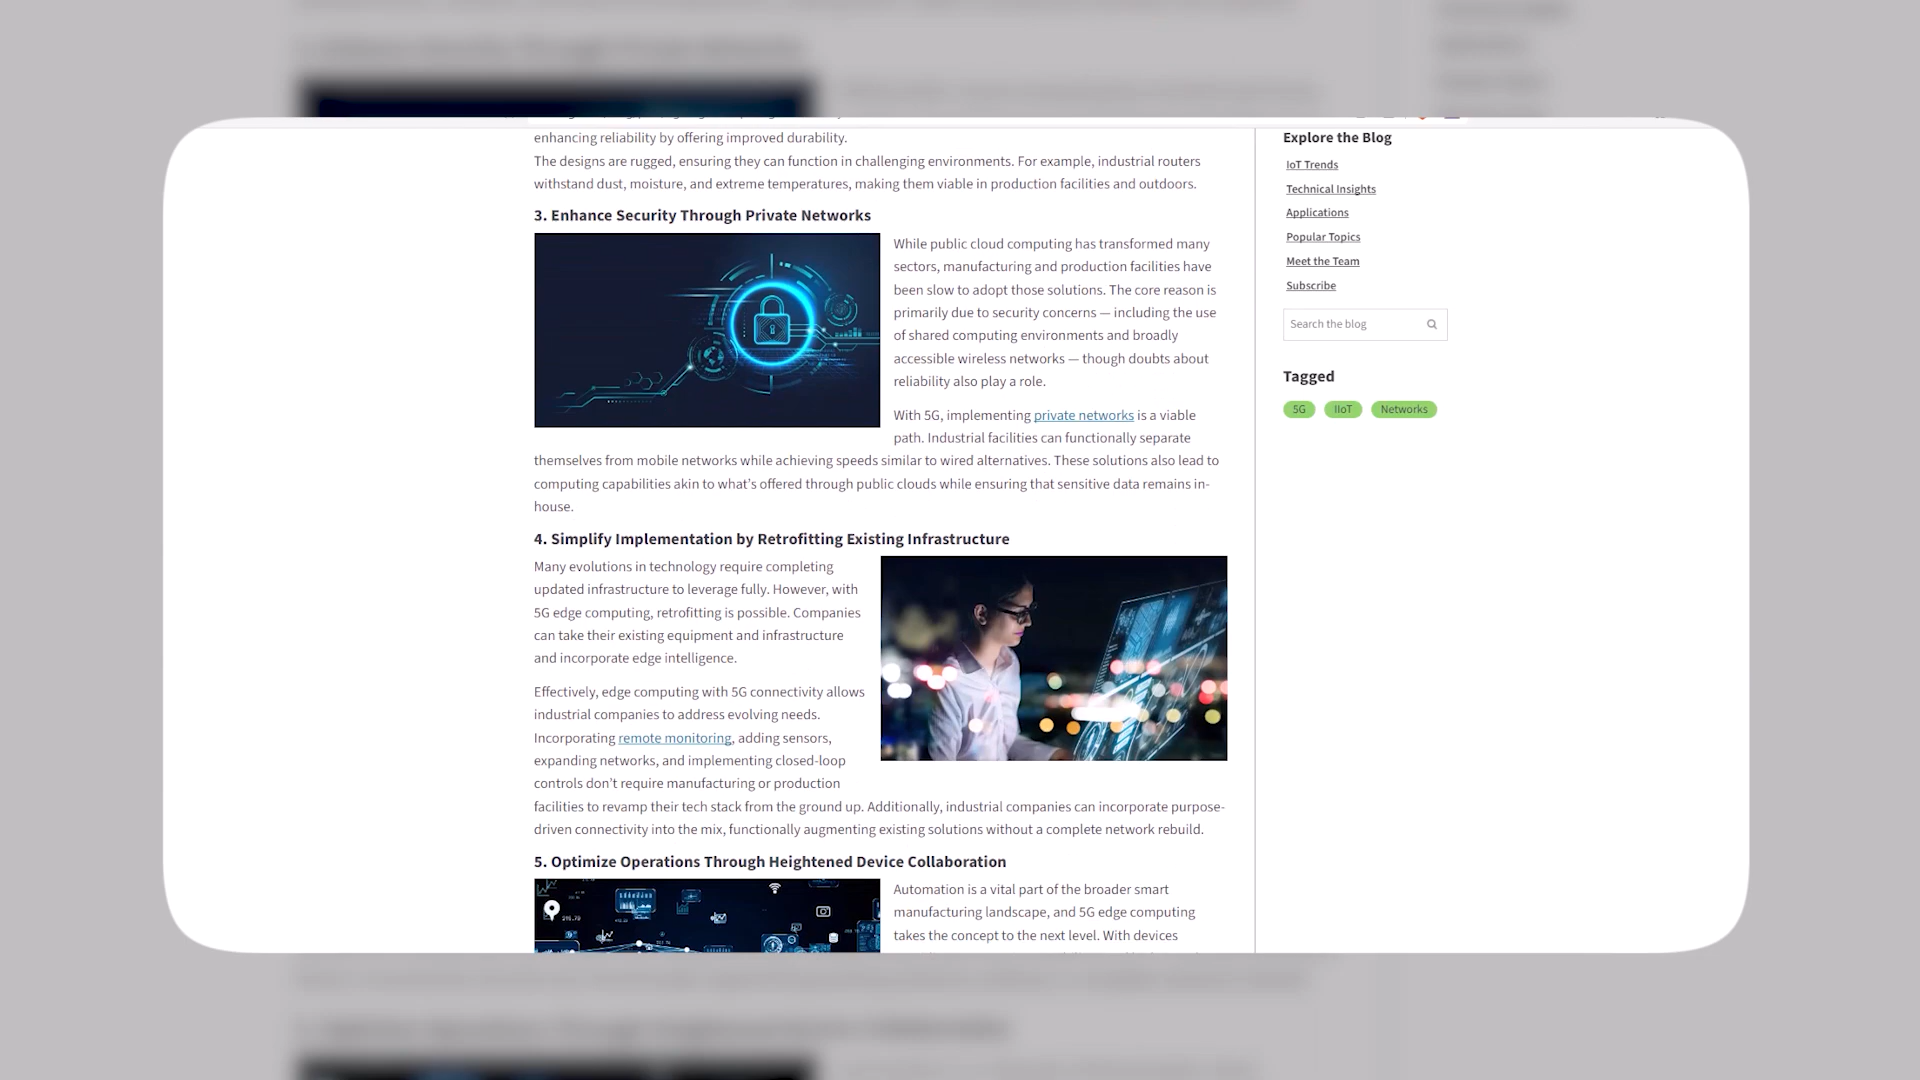 enhancing reliability by offering improved durability.
The designs are rugged, ensuring they can function in challenging environments. For example, industrial routers
withstand dust, moisture, and extreme temperatures, making them viable in production facilities and outdoors.
3. Enhance Security Through Private Networks
While public cloud computing has transformed many
sectors, manufacturing and production facilities have
been slow to adopt those solutions. The core reason is
primarily due to security concerns — including the use
of shared computing environments and broadly
accessible wireless networks — though doubts about
reliability also play a role.
With 5G, implementing private networks is a viable
path. Industrial facilities can functionally separate
themselves from mobile networks while achieving speeds similar to wired alternatives. These solutions also lead to
computing capabilities akin to what’s offered through public clouds while ensuring that sensitive data remains in-
house.
4. Simplify Implementation by Retrofitting Existing Infrastructure
Many evolutions in technology require completing
updated infrastructure to leverage fully. However, with
5G edge computing, retrofitting is possible. Companies
can take their existing equipment and infrastructure
and incorporate edge intelligence.
Effectively, edge computing with 5G connectivity allows
industrial companies to address evolving needs.
Incorporating remote monitoring, adding sensors,
expanding networks, and implementing closed-loop
controls don’t require manufacturing or production
facilities to revamp their tech stack from the ground up. Additionally, industrial companies can incorporate purpose-
driven connectivity into the mix, functionally augmenting existing solutions without a complete network rebuild.
5. Optimize Operations Through Heightened Device Collaboration
Automation is a vital part of the broader smart
manufacturing landscape, and 5G edge computing
takes the concept to the next level. With devices
Explore the Blog
IoT Trends
Technical Insights
Applications
Popular Topics
Meet the Team
Subscribe
Search the blog
Tagged
5G
IIoT
Networks